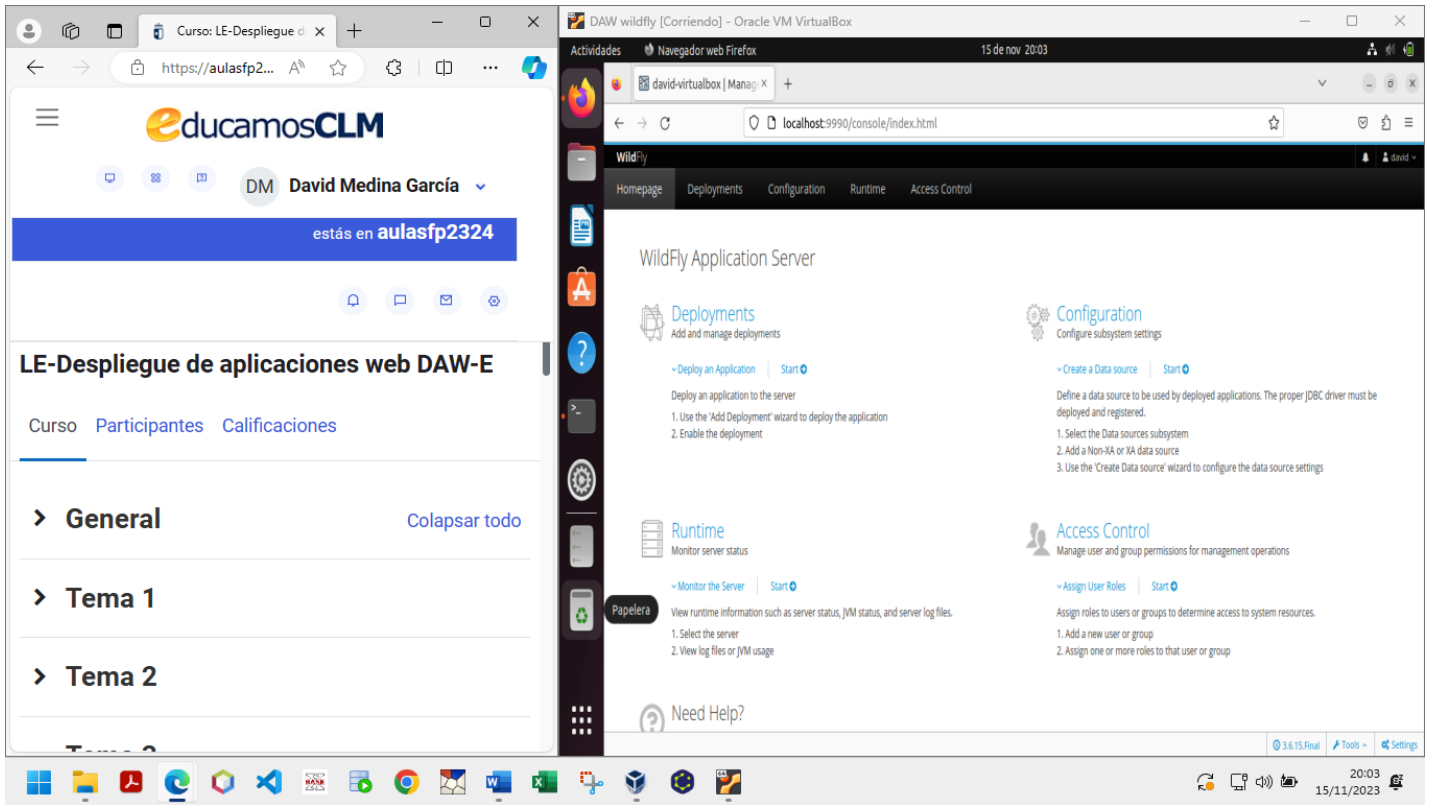 Curso: LE-Despliegue d
https://aulasfp2...
educamosCLM
DM David Medina García
estás en aulasfp2324
LE-Despliegue de aplicaciones web DAW-E
Curso Participantes Calificaciones
General Colapsar todo
Tema 1
Tema 2
DAW wildfly [Corriendo] - Oracle VM VirtualBox
Actividades Navegador web Firefox 15 de nov 20:03
david-virtualbox | Manag
localhost:9990/console/index.html
WildFly david
Homepage Deployments Configuration Runtime Access Control
WildFly Application Server
Deployments
Add and manage deployments
Deploy an Application Start
Deploy an application to the server
1. Use the 'Add Deployment' wizard to deploy the application
2. Enable the deployment
Configuration
Configure subsystem settings
Create a Data source Start
Define a data source to be used by deployed applications. The proper JDBC driver must be
deployed and registered.
1. Select the Data sources subsystem
2. Add a Non-XA or XA data source
3. Use the 'Create Data source' wizard to configure the data source settings
Runtime
Monitor server status
Monitor the Server Start
View runtime information such as server status, JVM status, and server log files.
1. Select the server
2. View log files or JVM usage
Access Control
Manage user and group permissions for management operations
Assign User Roles Start
Assign roles to users or groups to determine access to system resources.
1. Add a new user or group
2. Assign one or more roles to that user or group
Papelera
Need Help?
3.6.15.Final Tools Settings
20:03
15/11/2023